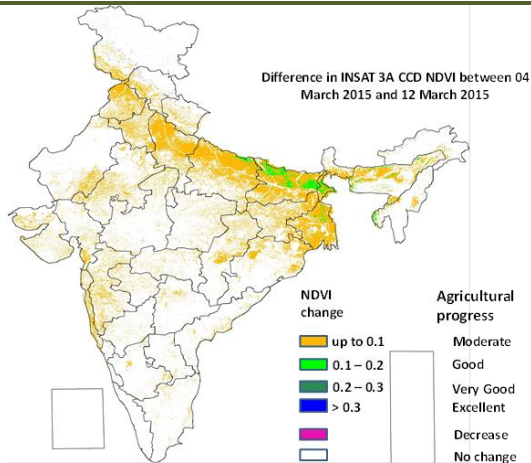 Difference in INSAT 3A CCD NDVI between 04
March 2015 and 12 March 2015
NDVI
change
Agricultural
progress
up to 0.1 Moderate
0.1 – 0.2 Good
0.2 – 0.3 Very Good
> 0.3 Excellent
Decrease
No change